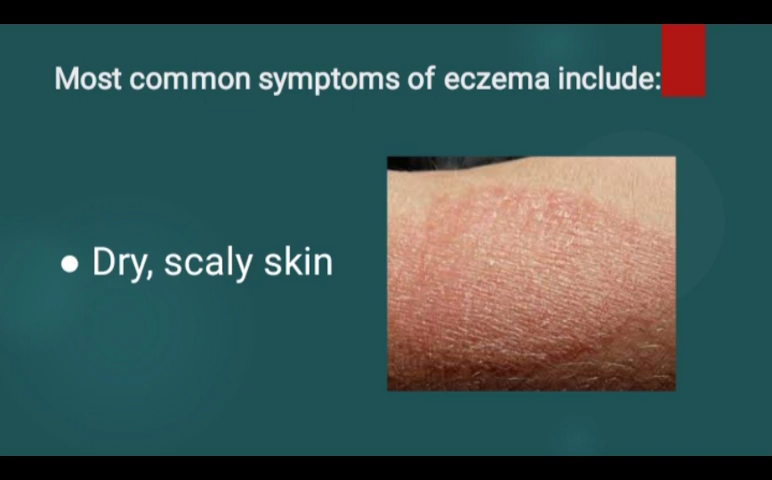 Most common symptoms of eczema include:
● Dry, scaly skin